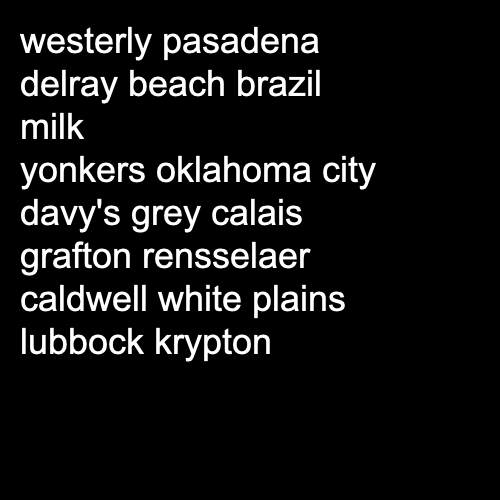 westerly pasadena
delray beach brazil
milk
yonkers oklahoma city
davy's grey calais
grafton rensselaer
caldwell white plains
lubbock krypton